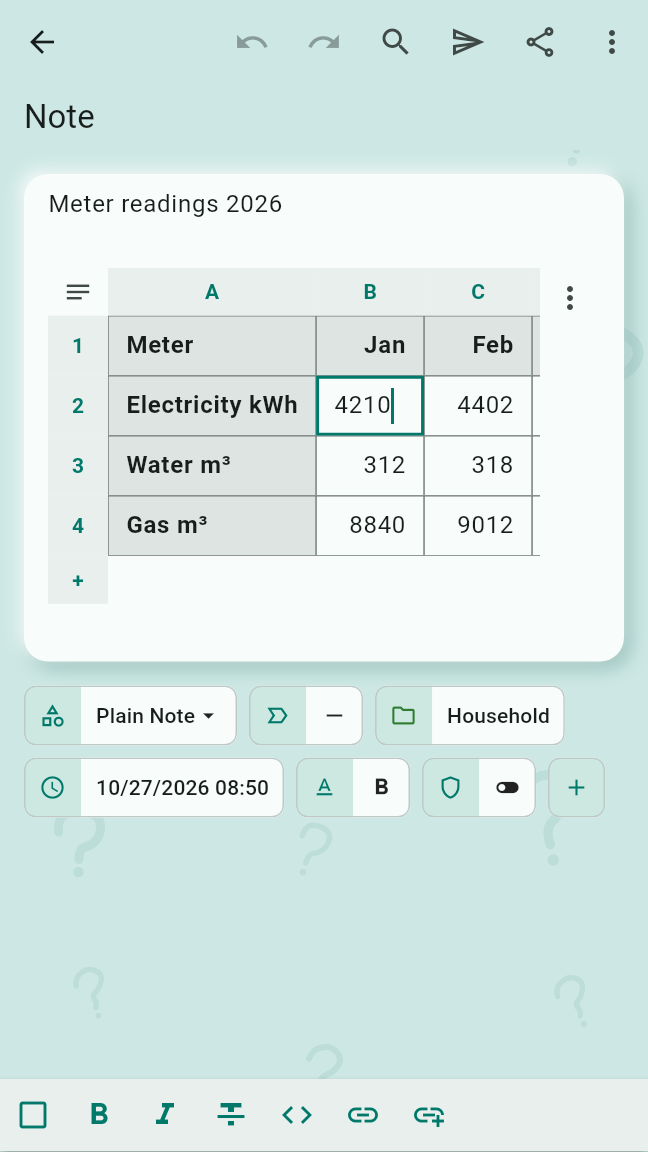 Note
Meter readings 2026
A B C
1 Meter Jan Feb
2 Electricity kWh 4210 4402
3 Water m³ 312 318
4 Gas m³ 8840 9012
+
Plain Note — Household
10/27/2026 08:50 A B +
B I T